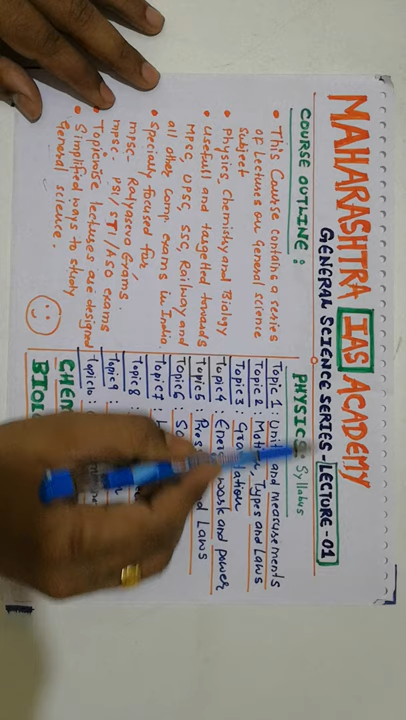 MAHARASHTRA IAS ACADEMY
GENERAL SCIENCE SERIES - LECTURE - 01
COURSE OUTLINE :
• This Course contains a series
of Lectures on General science
subject
• Physics, Chemistry and Biology
• Usefull and targetted towards
MPSC, UPSC, SSC, Railway and
all other comp. exams in India
• Specially focused for
mpsc Rajyaseva Exams.
mpsc. PSI/STI/ASO exams
• Topicwise lectures are designed
• Simplified ways to study
General science.
PHYSICS Syllabus
Topic 1 : Units and Measurements
Topic 2 : Motion, Types and Laws
Topic 3 : Gravitation
Topic 4 : Energy, work and power
Topic 5 : and Laws
Topic 6
Topic 7 :
Topic 8 :
Topic 9 :
Topic 10 :